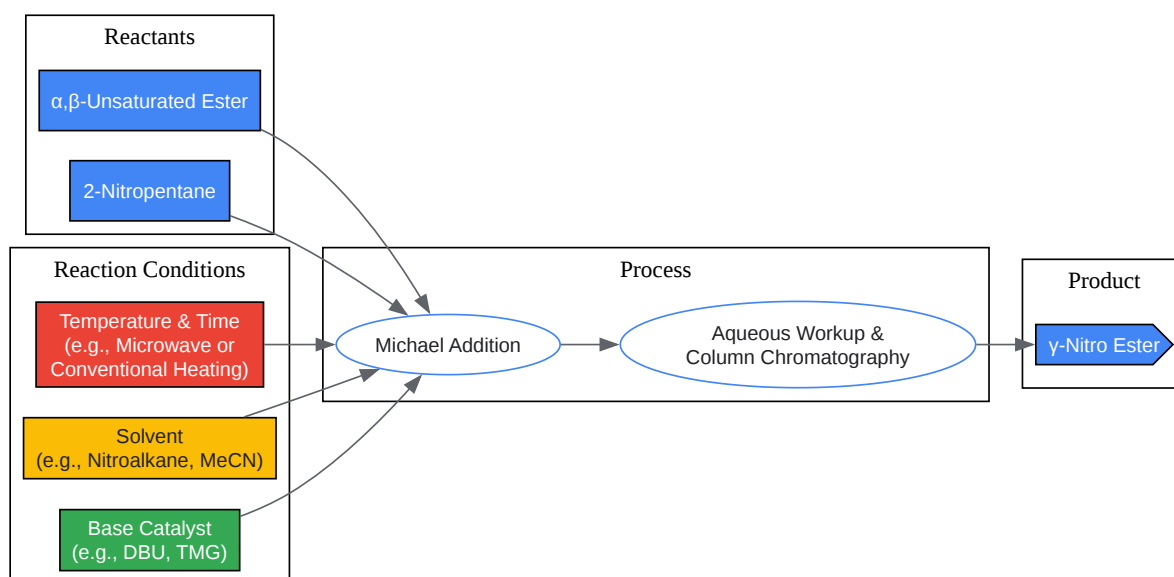 Reactants
α,β-Unsaturated Ester
2-Nitropentane
Reaction Conditions
Temperature & Time
(e.g., Microwave or
Conventional Heating)
Solvent
(e.g., Nitroalkane, MeCN)
Base Catalyst
(e.g., DBU, TMG)
Process
Michael Addition
Aqueous Workup &
Column Chromatography
Product
γ-Nitro Ester